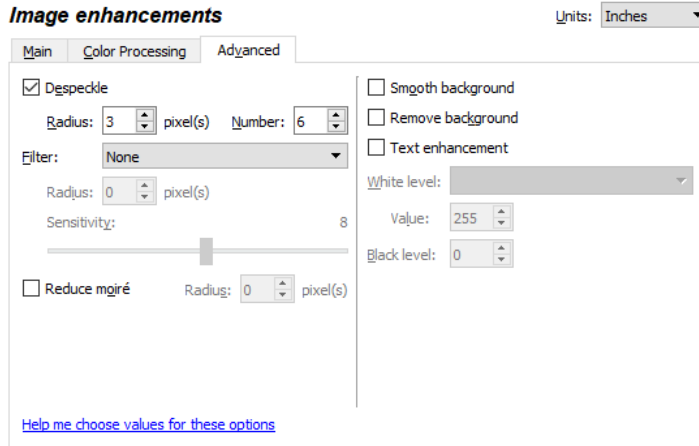 Image enhancements
Units: Inches
Main Color Processing Advanced
Despeckle
Radius: 3 pixel(s) Number: 6
Filter: None
Radius: 0 pixel(s)
Sensitivity: 8
Reduce moiré Radius: 0 pixel(s)
Smooth background
Remove background
Text enhancement
White level:
Value: 255
Black level: 0
Help me choose values for these options